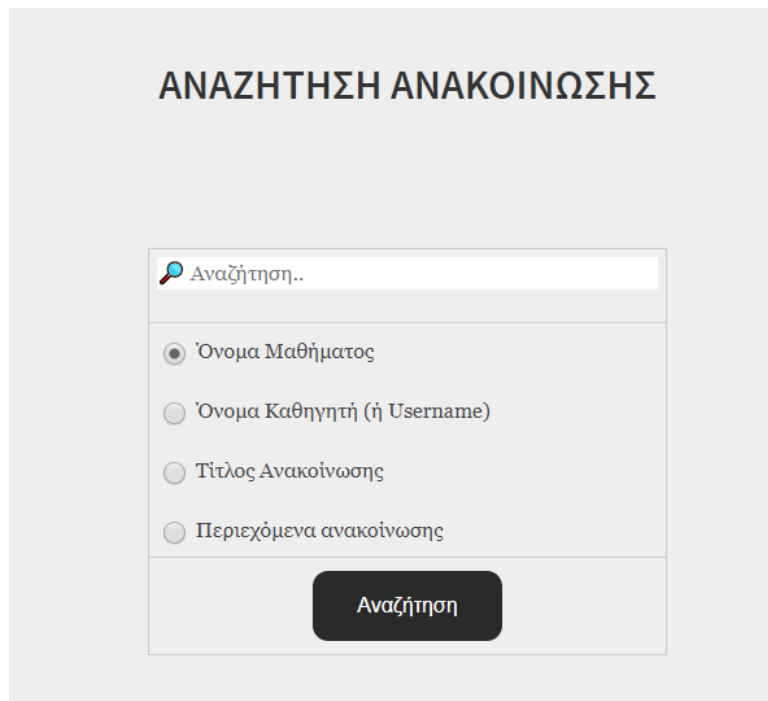 ΑΝΑΖΗΤΗΣΗ ΑΝΑΚΟΙΝΩΣΗΣ
Αναζήτηση..
Όνομα Μαθήματος
Όνομα Καθηγητή (ή Username)
Τίτλος Ανακοίνωσης
Περιεχόμενα ανακοίνωσης
Αναζήτηση